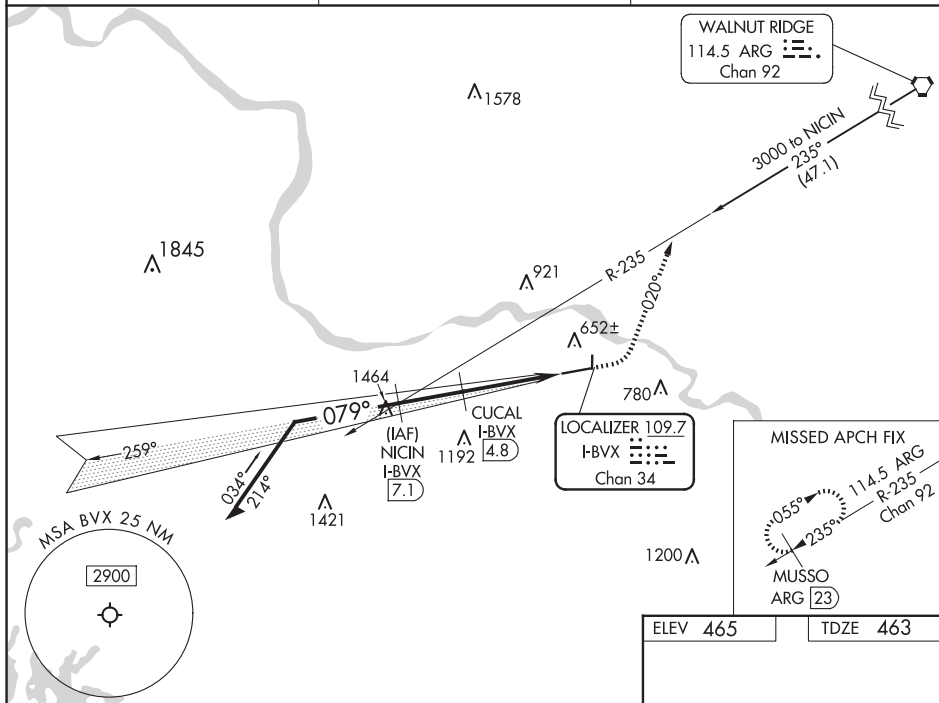 WALNUT RIDGE
114.5 ARG
Chan 92
1578
3000 to NICIN
235°
(47.1)
1845
R-235
921
020°
652±
1464
079°
780
(IAF)
NICIN
I-BVX
7.1
CUCAL
I-BVX
4.8
1192
LOCALIZER 109.7
I-BVX
Chan 34
259°
034°
214°
1421
MISSED APCH FIX
114.5 ARG
R-235
Chan 92
055°
235°
MUSSO
ARG 23
MSA BVX 25 NM
2900
1200
ELEV 465
TDZE 463